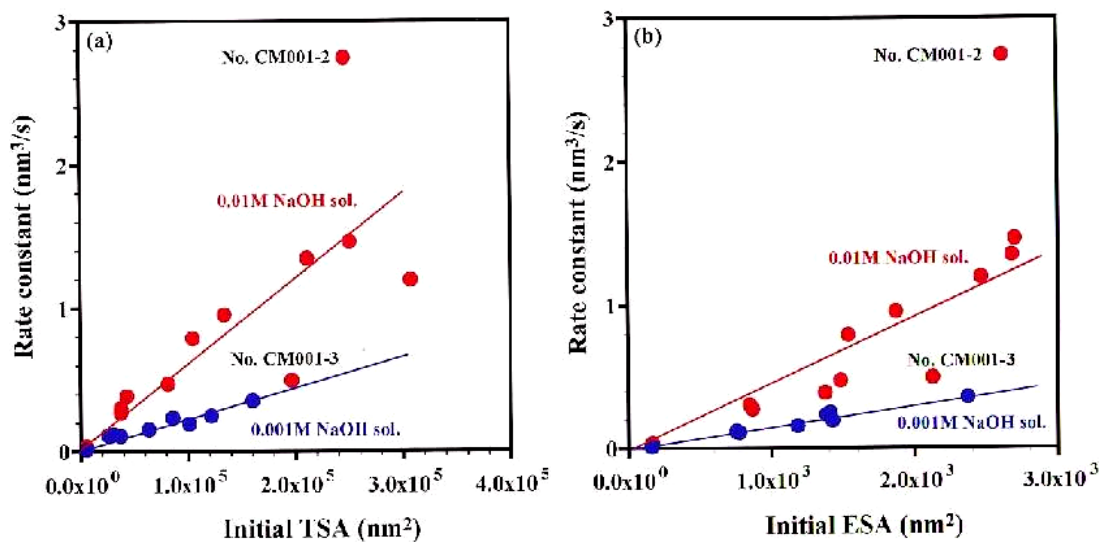 (a)
No. CM001-2
0.01M NaOH sol.
No. CM001-3
0.001M NaOH sol.
Rate constant (nm³/s)
3
2
1
0
0.0x10⁰
1.0x10⁵
2.0x10⁵
3.0x10⁵
4.0x10⁵
Initial TSA (nm²)
(b)
No. CM001-2
0.01M NaOH sol.
No. CM001-3
0.001M NaOH sol.
Rate constant (nm³/s)
3
2
1
0
0.0x10⁰
1.0x10³
2.0x10³
3.0x10³
Initial ESA (nm²)